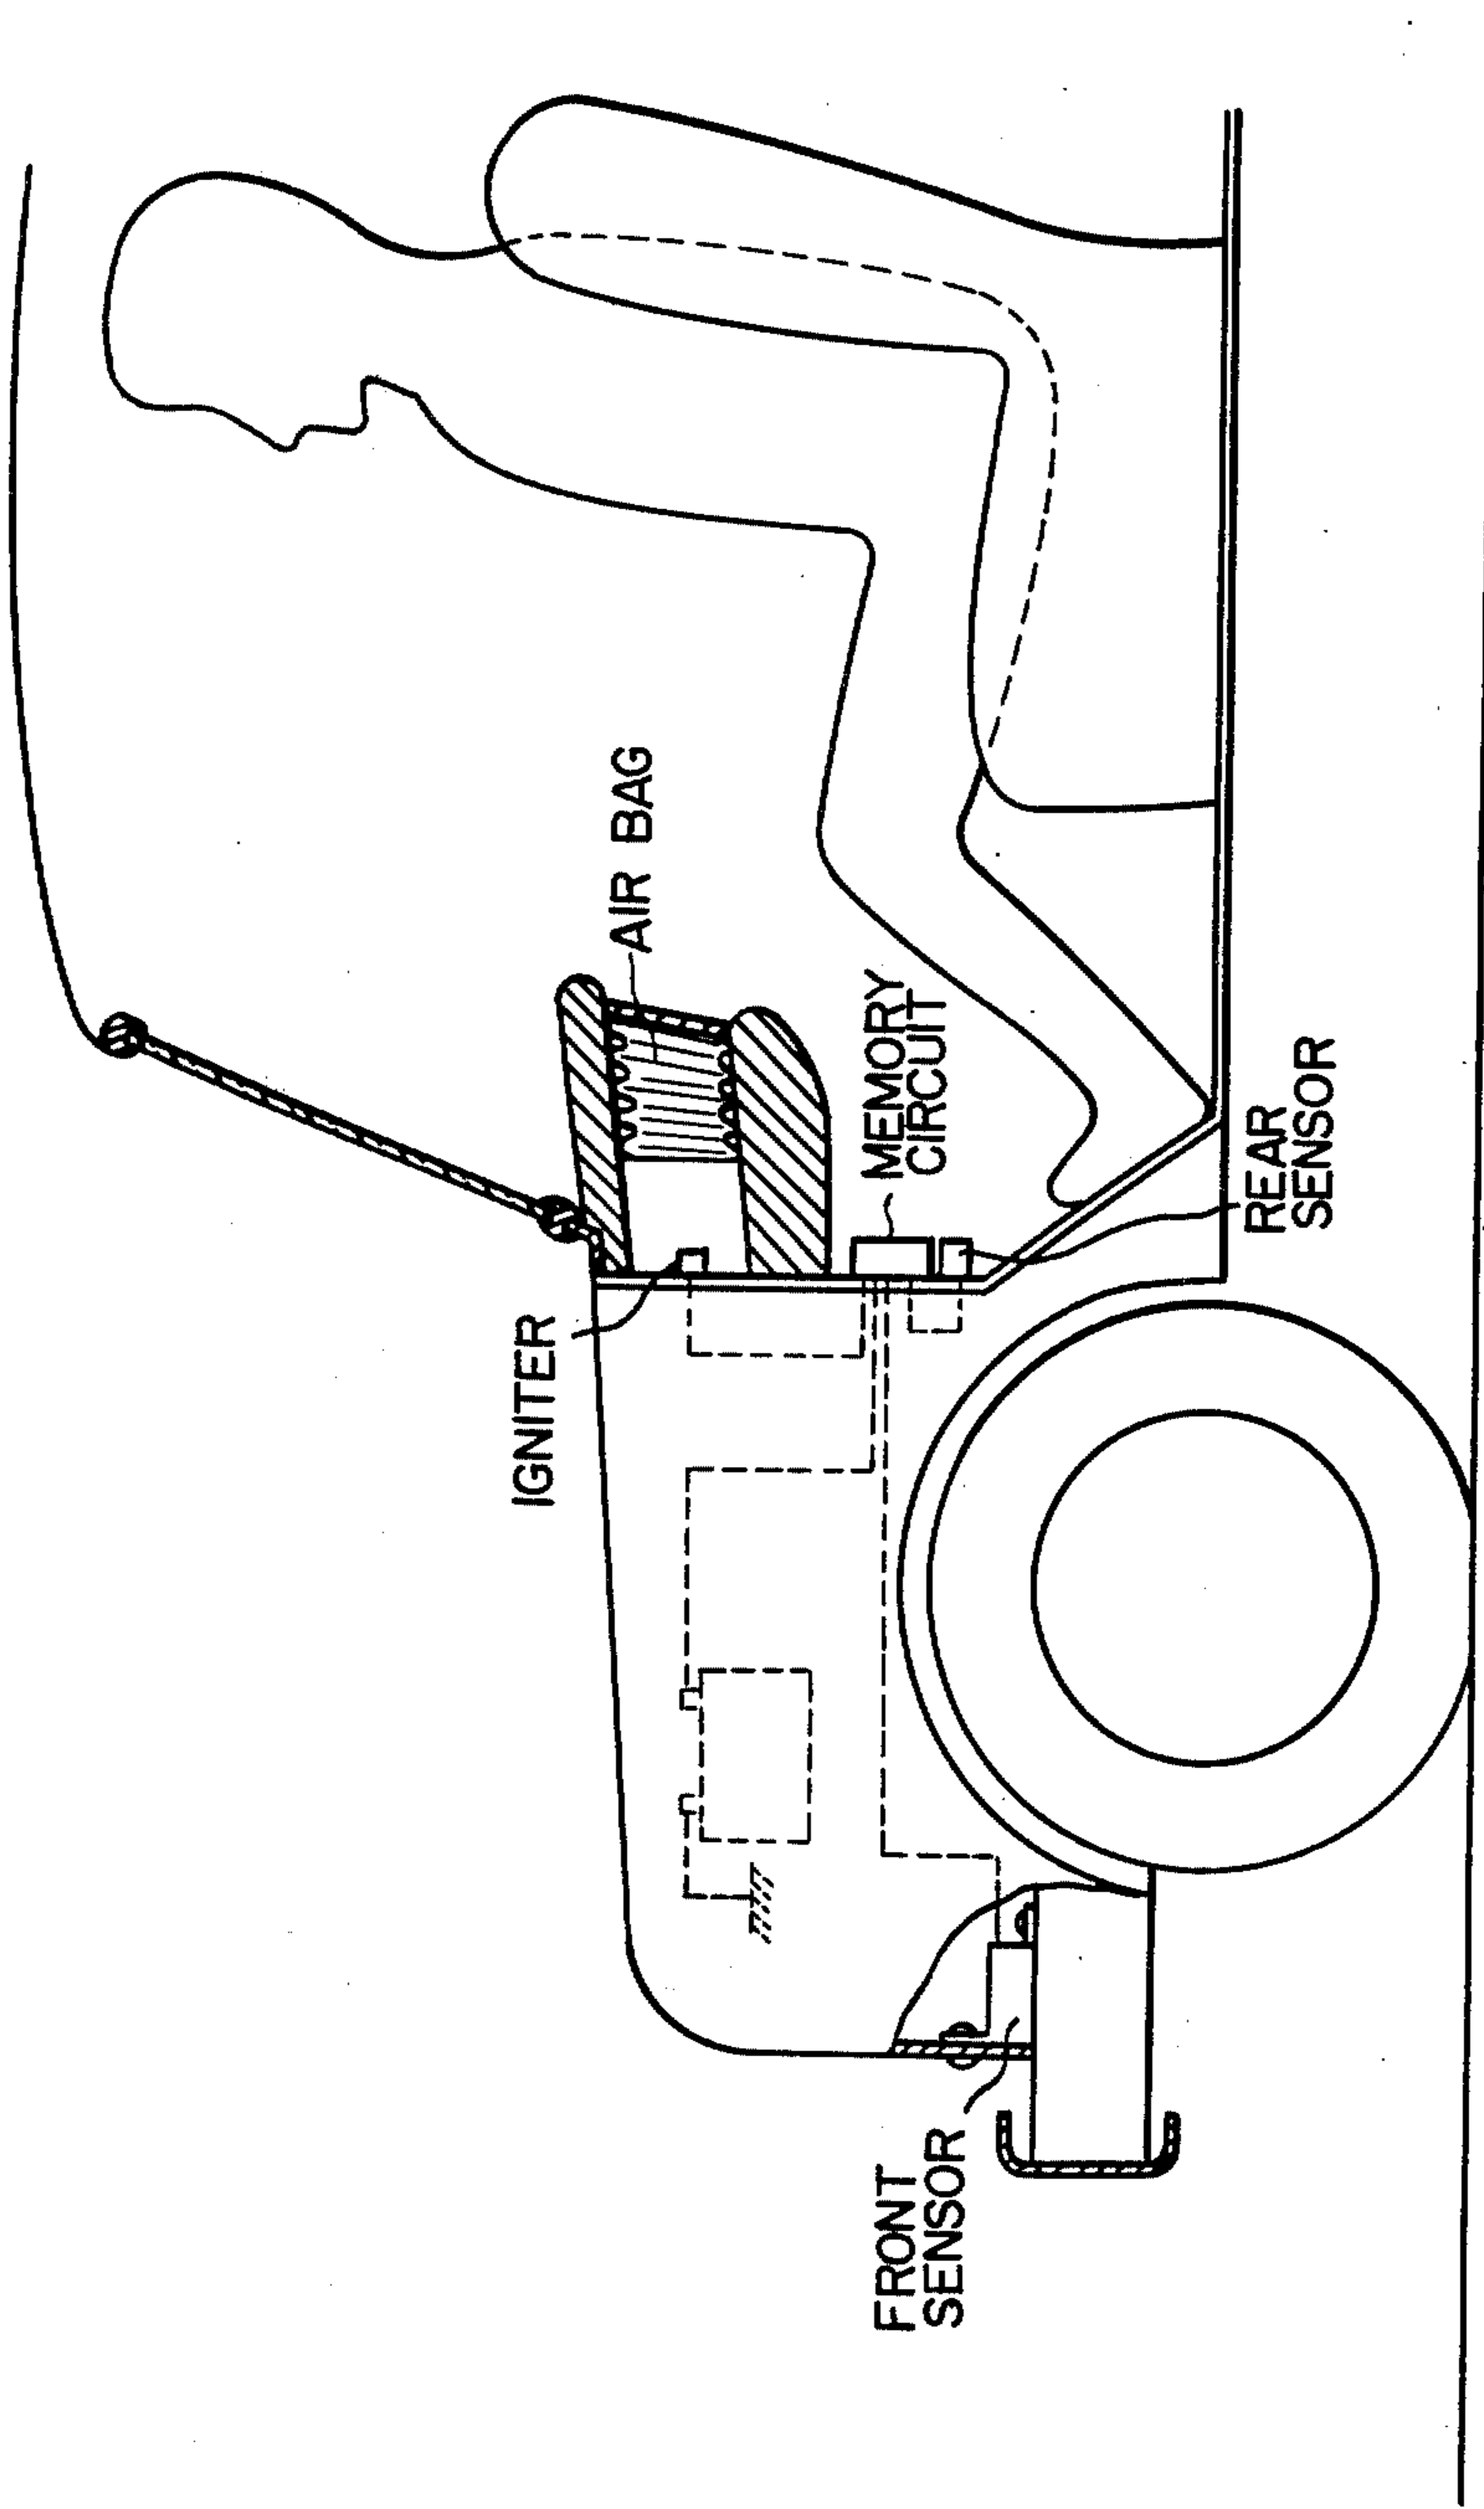 AIR BAG
MEMORY
CIRCUIT
REAR
SENSOR
IGNITER
FRONT
SENSOR